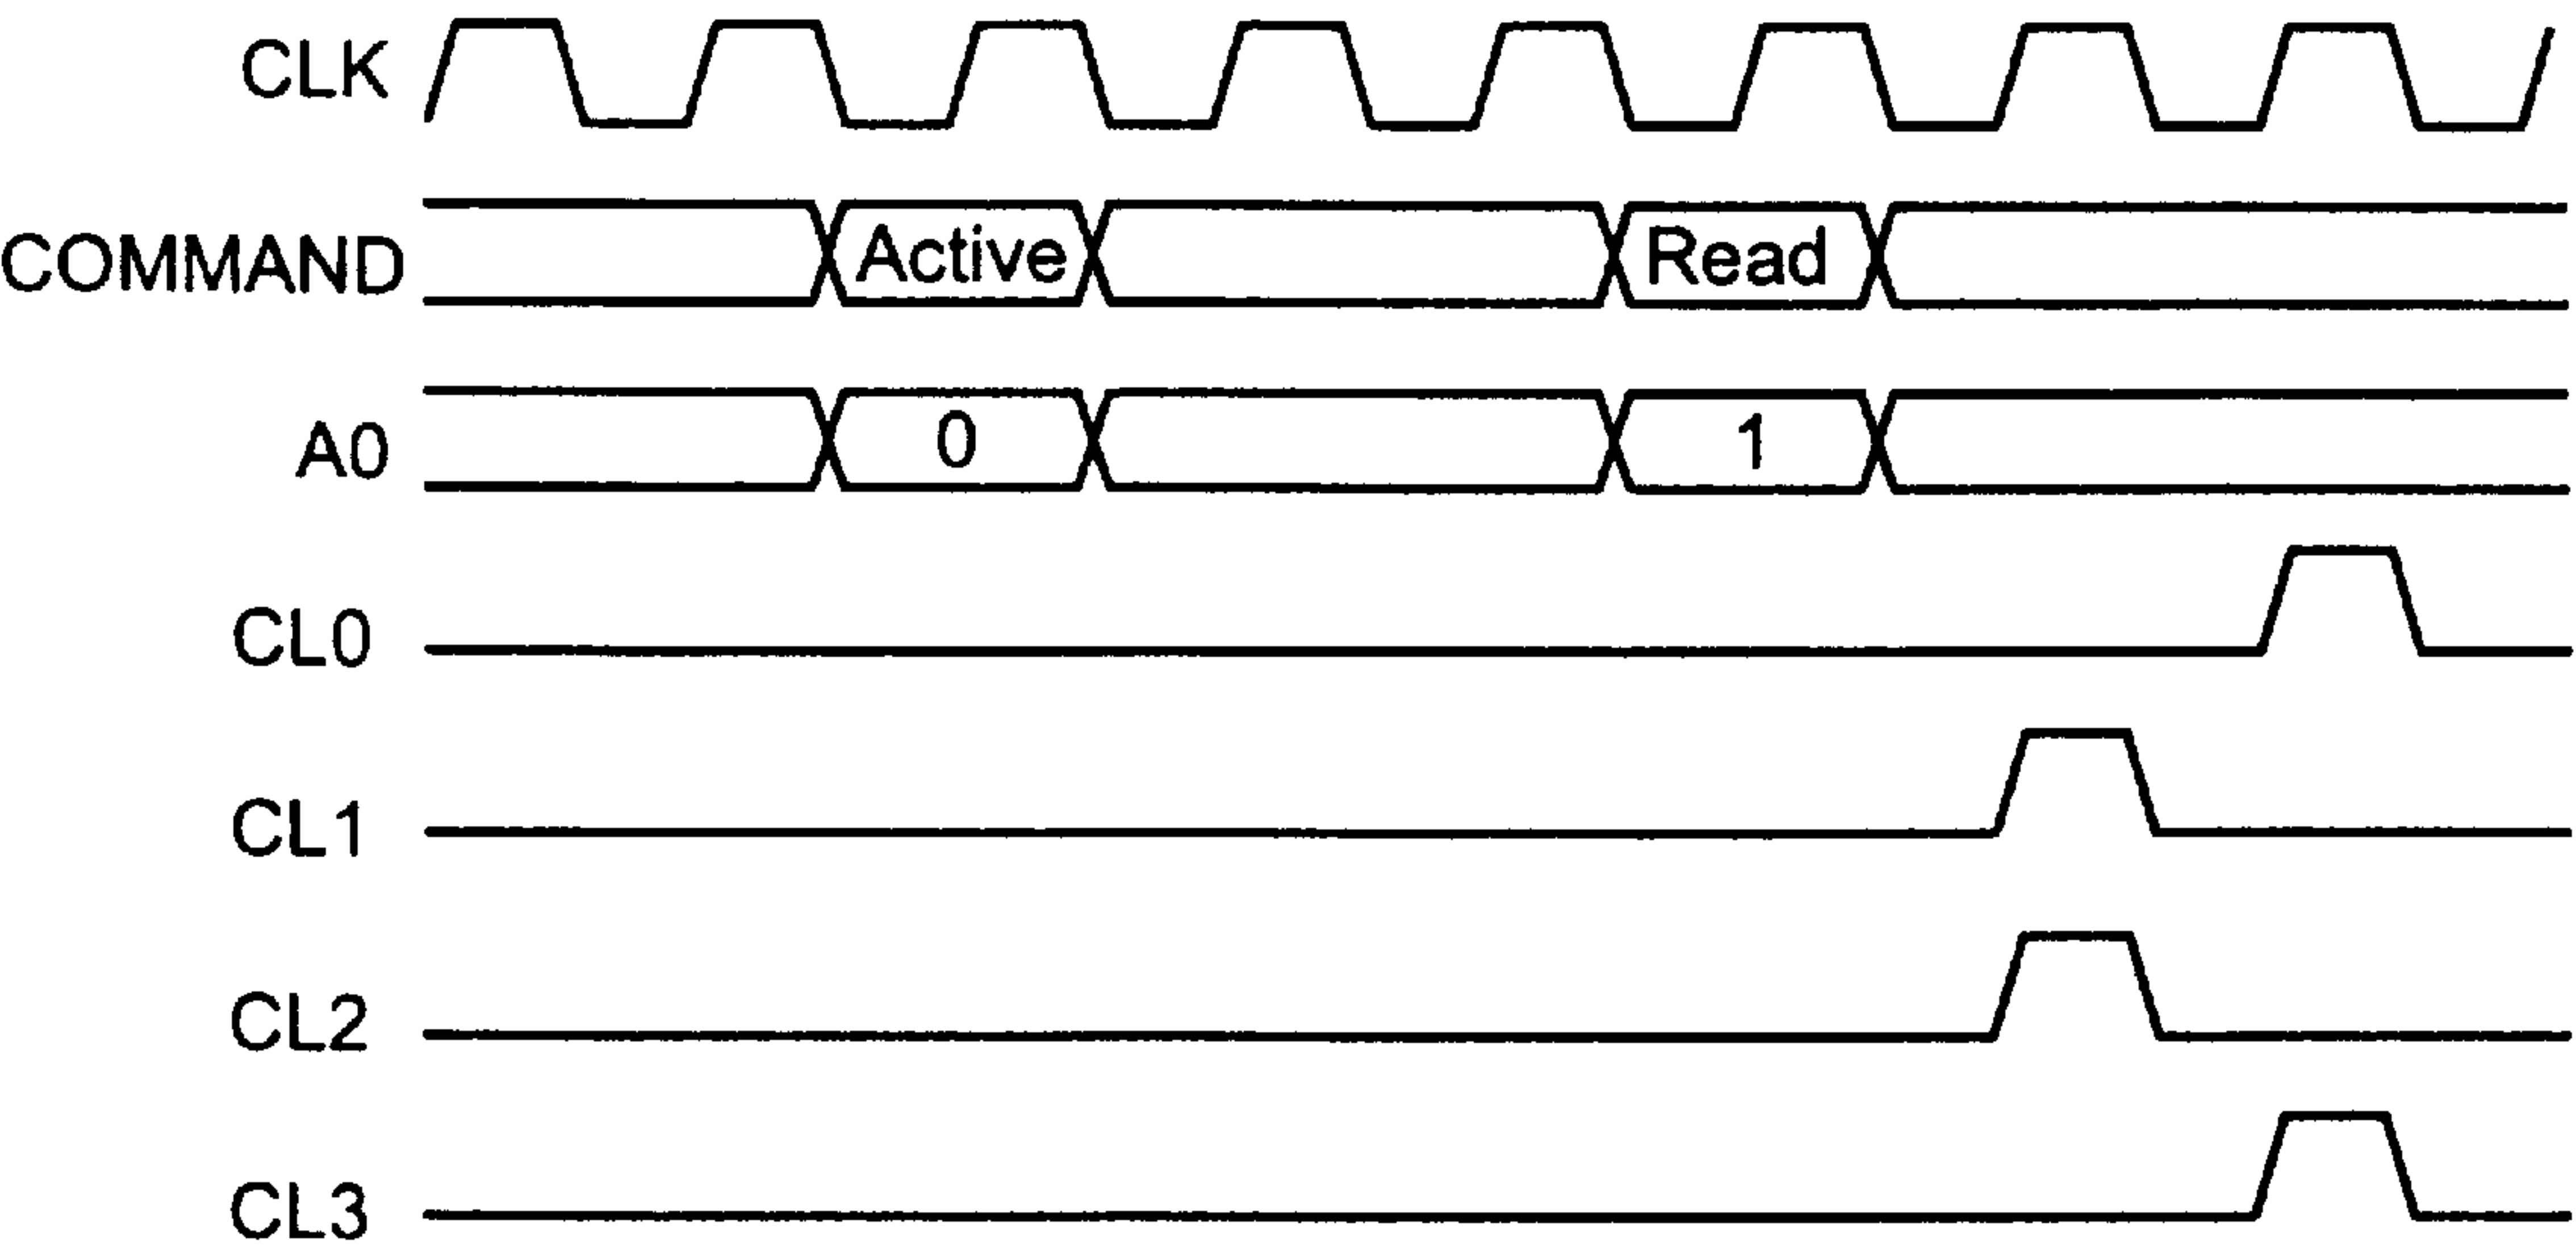 CLK
COMMAND Active Read
A0 0 1
CL0
CL1
CL2
CL3